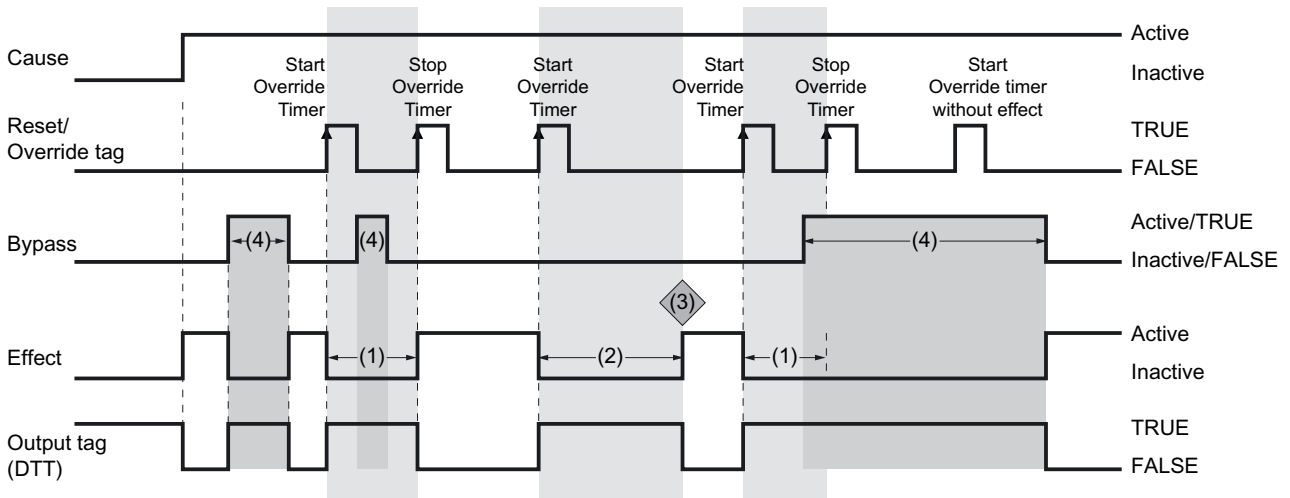 Cause
Active
Inactive
Start
Override
Timer
Stop
Override
Timer
Start
Override
Timer
Start
Override
Timer
Stop
Override
Timer
Start
Override timer
without effect
Reset/
Override tag
TRUE
FALSE
Bypass
(4)
(4)
(4)
Active/TRUE
Inactive/FALSE
(3)
Effect
(1)
(2)
(1)
Active
Inactive
Output tag
(DTT)
TRUE
FALSE